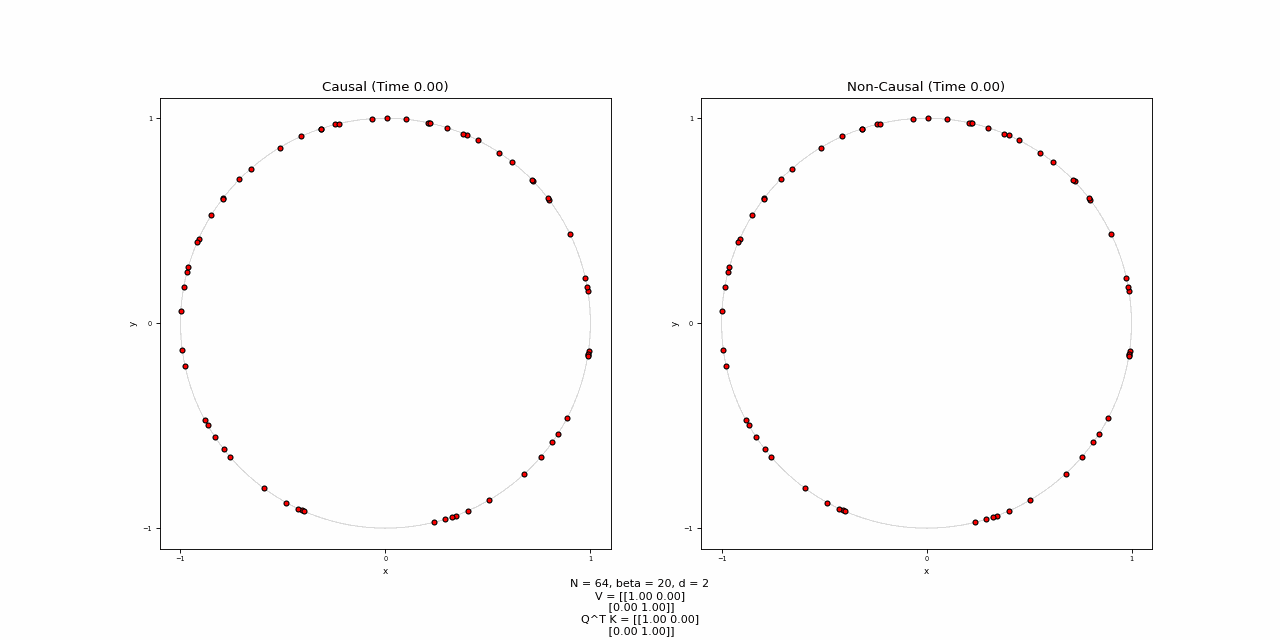 Causal (Time 0.00)
1
0
−1
y
−1
0
1
x
Non-Causal (Time 0.00)
1
0
−1
y
−1
0
1
x
N = 64, beta = 20, d = 2
V = [[1.00 0.00]
[0.00 1.00]]
Q^T K = [[1.00 0.00]
[0.00 1.00]]